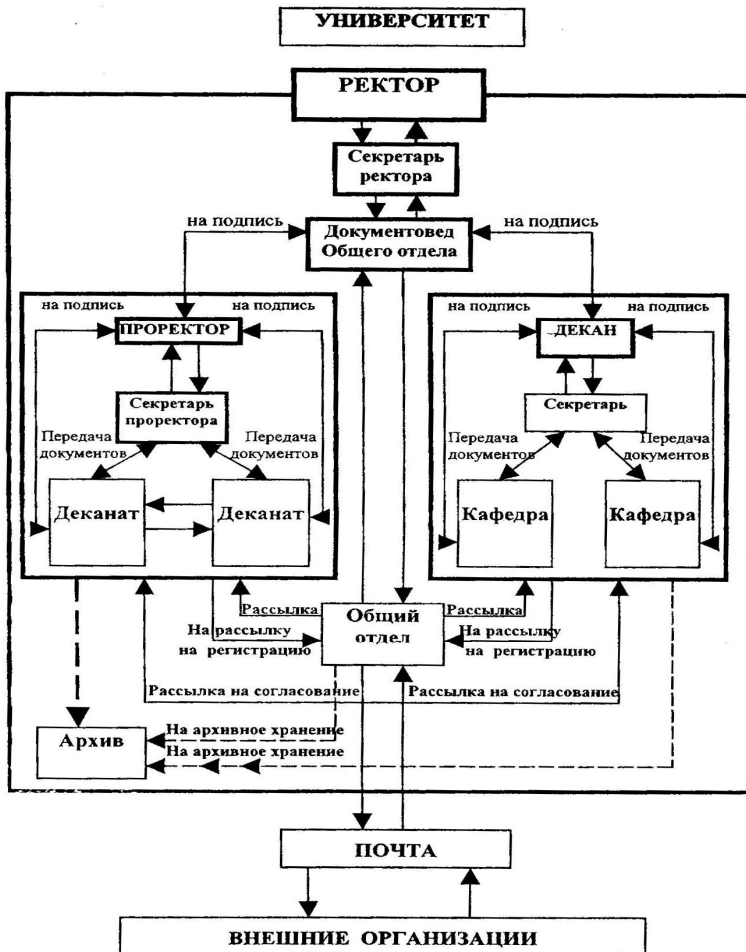 УНИВЕРСИТЕТ
РЕКТОР
Секретарь
ректора
на подпись
на подпись
Документовед
Общего отдела
на подпись
на подпись
ПРОРЕКТОР
на подпись
на подпись
ДЕКАН
Секретарь
проректора
Секретарь
Передача
документов
Передача
документов
Передача
документов
Передача
документов
Деканат
Деканат
Кафедра
Кафедра
Рассылка
Общий
отдел
Рассылка
На рассылку
на регистрацию
На рассылку
на регистрацию
Рассылка на согласование
Рассылка на согласование
Архив
На архивное хранение
На архивное хранение
ПОЧТА
ВНЕШНИЕ ОРГАНИЗАЦИИ